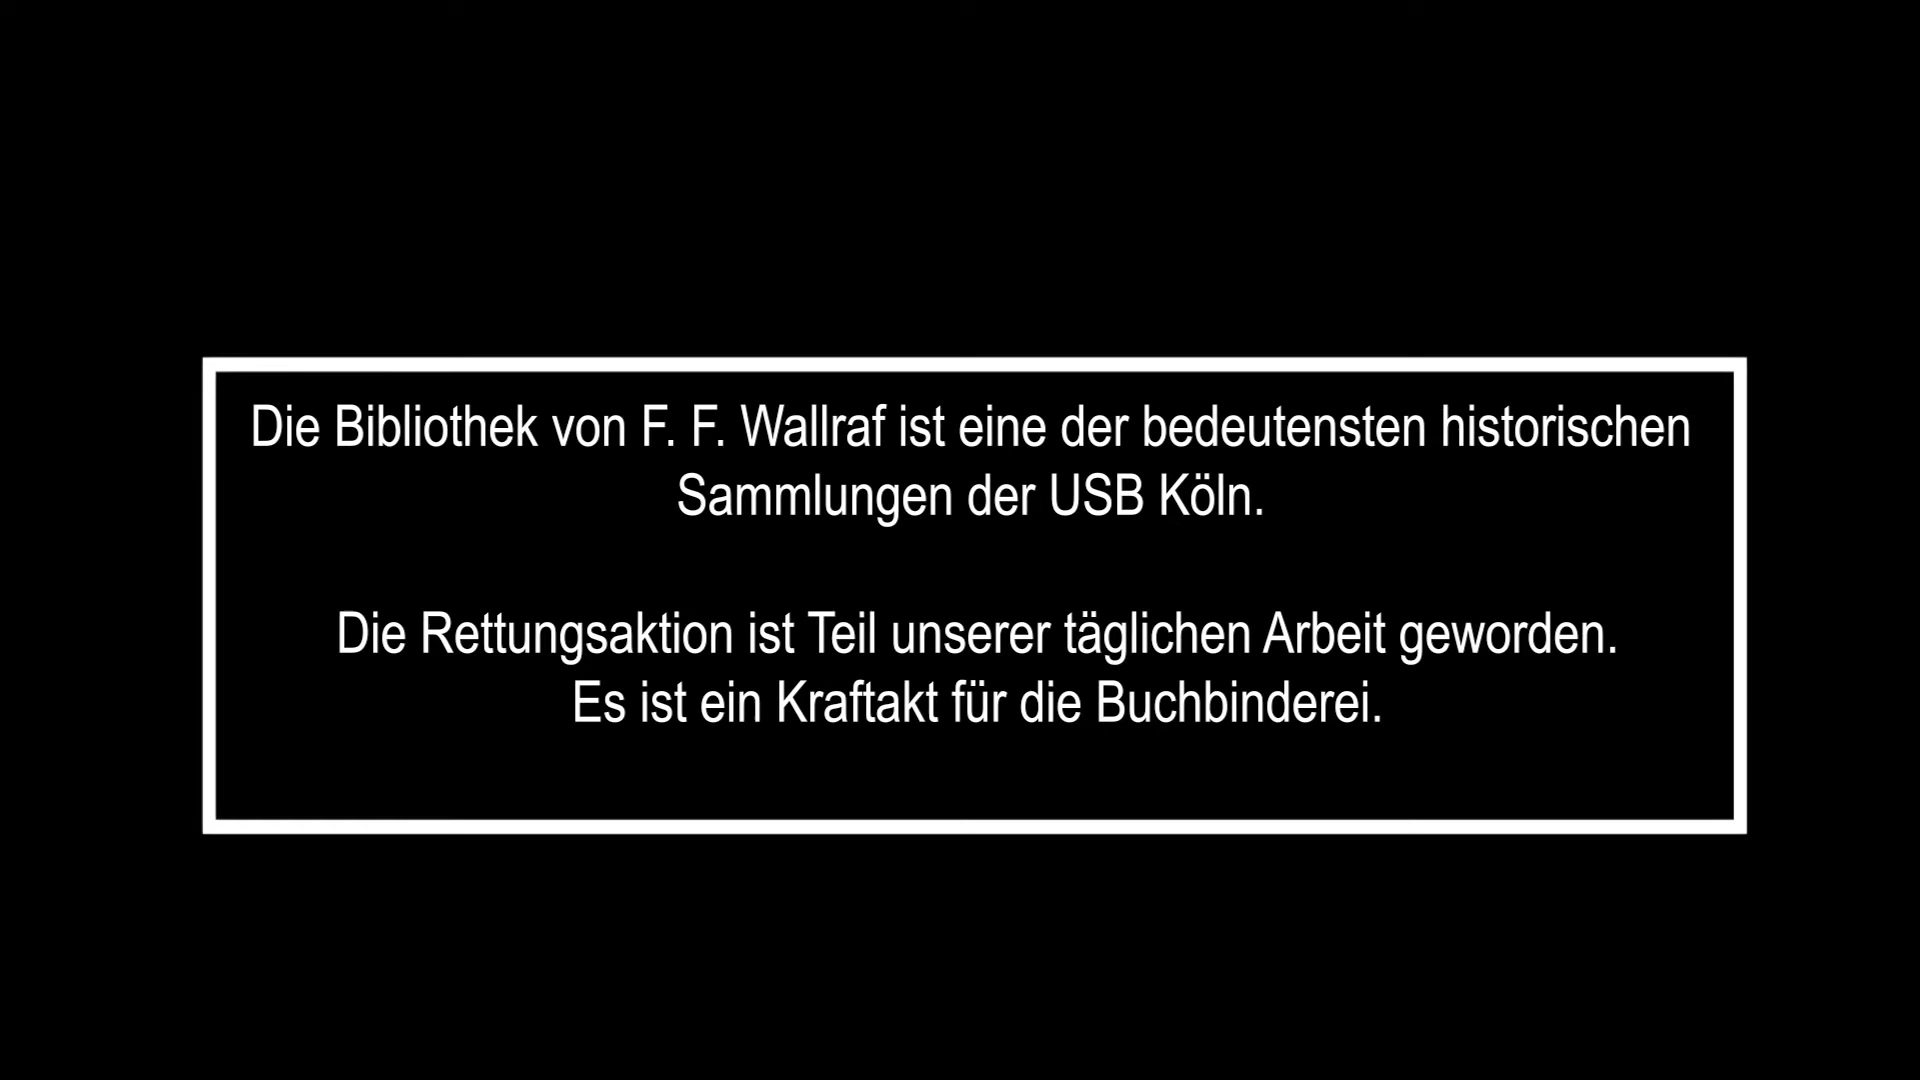 Die Bibliothek von F. F. Wallraf ist eine der bedeutensten historischen
Sammlungen der USB Köln.
Die Rettungsaktion ist Teil unserer täglichen Arbeit geworden.
Es ist ein Kraftakt für die Buchbinderei.